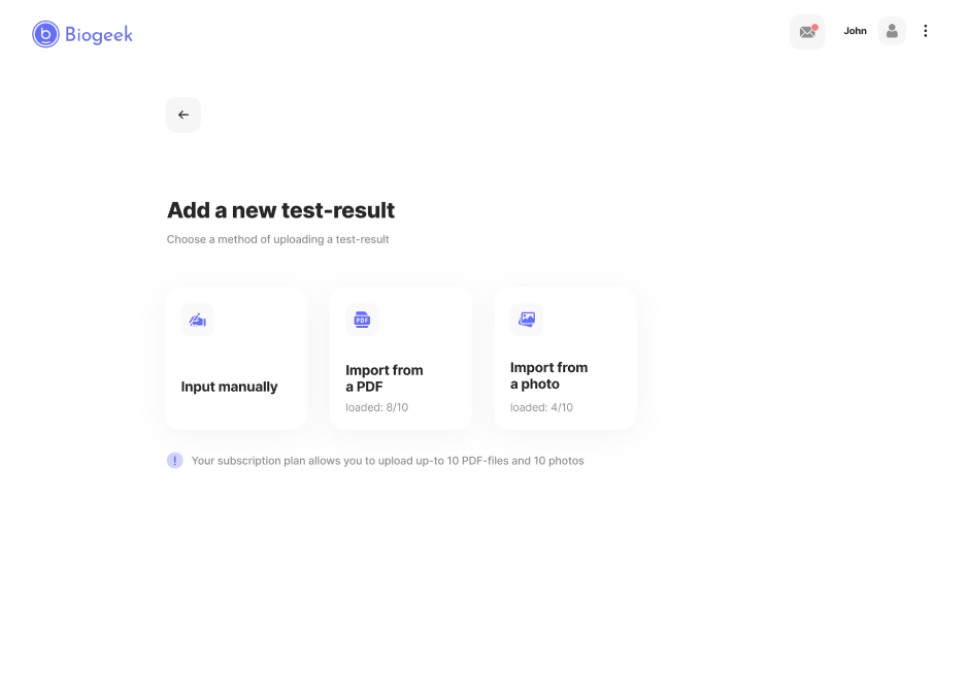 Biogeek
John
Add a new test-result
Choose a method of uploading a test-result
PDF
Input manually
Import from
a PDF
loaded: 8/10
Import from
a photo
loaded: 4/10
! Your subscription plan allows you to upload up-to 10 PDF-files and 10 photos